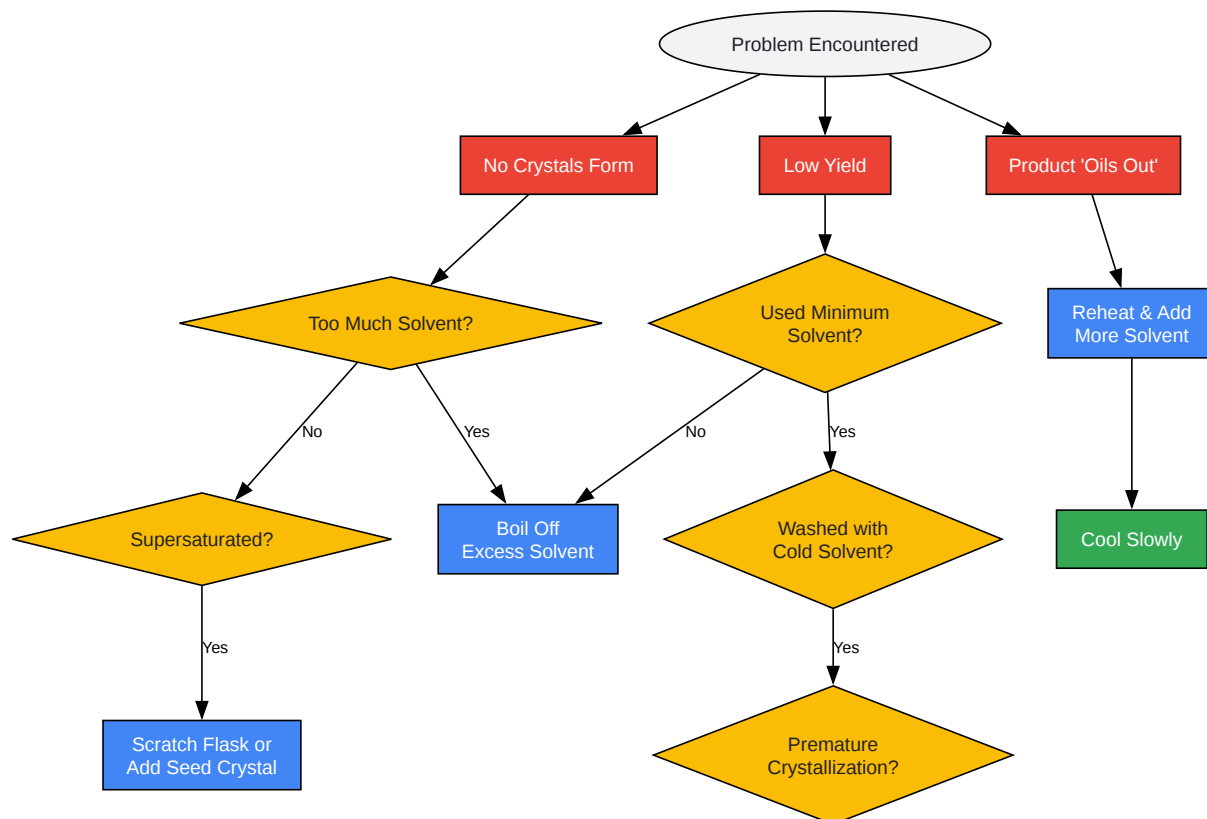 Problem Encountered
No Crystals Form
Low Yield
Product 'Oils Out'
Too Much Solvent?
Used Minimum
Solvent?
Reheat & Add
More Solvent
No
Yes
No
Yes
Supersaturated?
Boil Off
Excess Solvent
Washed with
Cold Solvent?
Cool Slowly
Yes
Yes
Scratch Flask or
Add Seed Crystal
Premature
Crystallization?